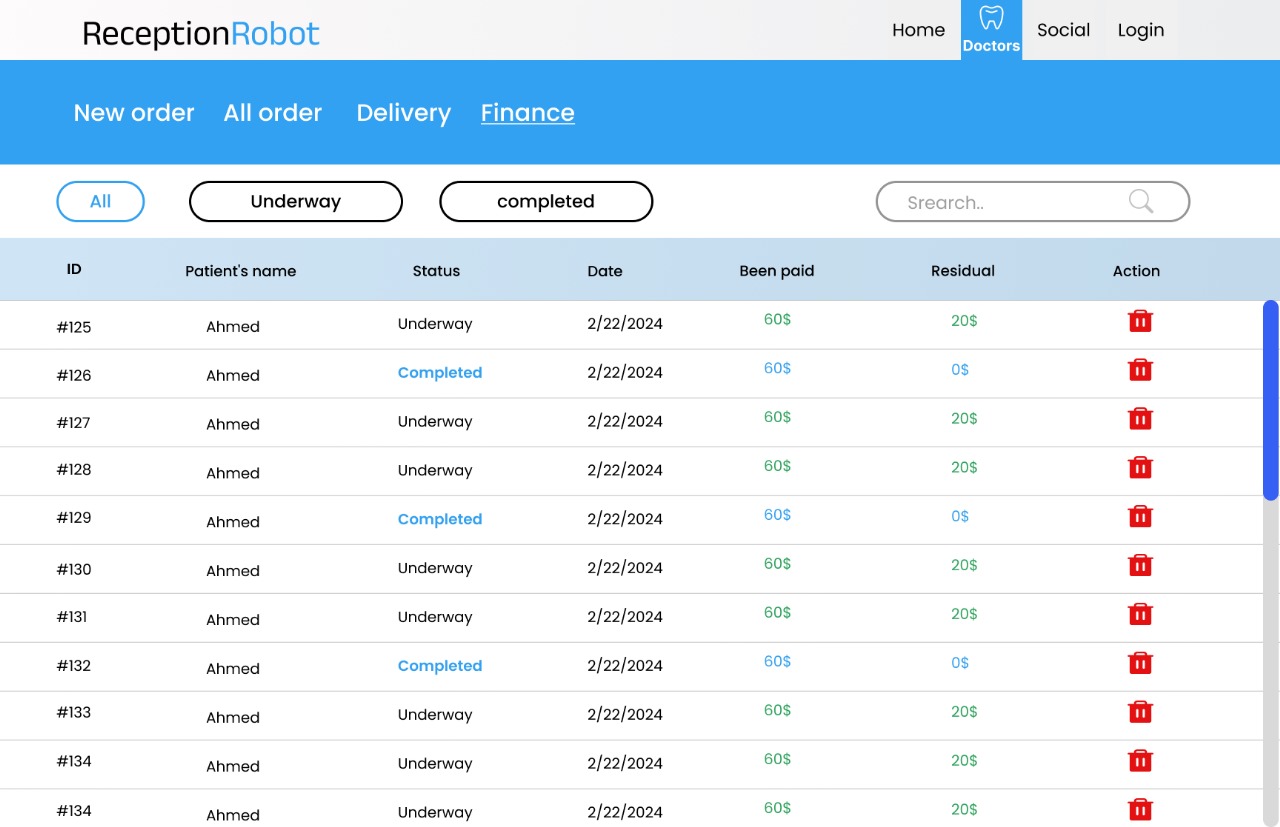 ReceptionRobot Home Doctors Social Login
New order All order Delivery Finance
All Underway completed Srearch..
ID Patient's name Status Date Been paid Residual Action
#125 Ahmed Underway 2/22/2024 60$ 20$
#126 Ahmed Completed 2/22/2024 60$ 0$
#127 Ahmed Underway 2/22/2024 60$ 20$
#128 Ahmed Underway 2/22/2024 60$ 20$
#129 Ahmed Completed 2/22/2024 60$ 0$
#130 Ahmed Underway 2/22/2024 60$ 20$
#131 Ahmed Underway 2/22/2024 60$ 20$
#132 Ahmed Completed 2/22/2024 60$ 0$
#133 Ahmed Underway 2/22/2024 60$ 20$
#134 Ahmed Underway 2/22/2024 60$ 20$
#134 Ahmed Underway 2/22/2024 60$ 20$